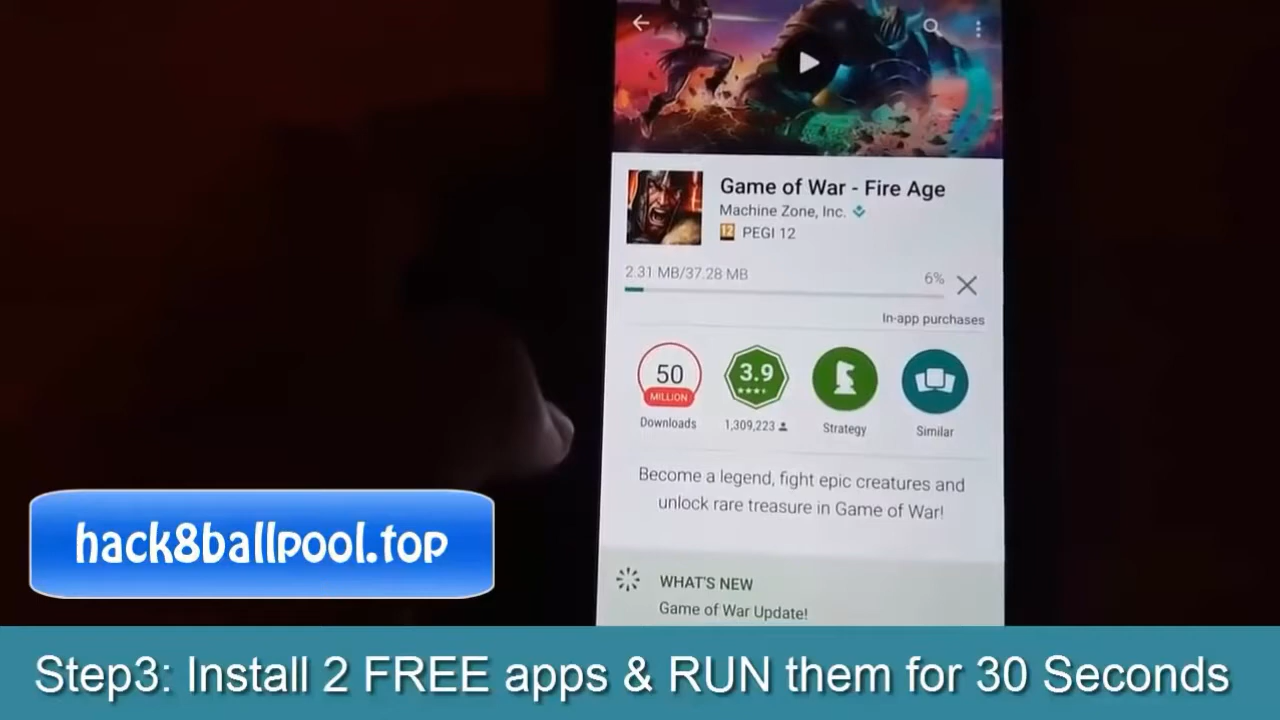 Game of War - Fire Age
Machine Zone, Inc.
12 PEGI 12
2.31 MB/37.28 MB 6%
In-app purchases
50
MILLION
Downloads
3.9
1,309,223
Strategy
Similar
Become a legend, fight epic creatures and
unlock rare treasure in Game of War!
WHAT'S NEW
Game of War Update!
hack8ballpool.top
Step3: Install 2 FREE apps & RUN them for 30 Seconds